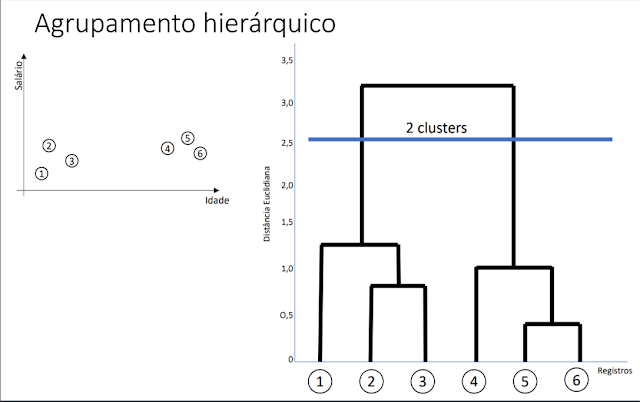 Agrupamento hierárquico
Salário
2
3
1
5
4
6
Idade
Distância Euclidiana
3,5
3,0
2,5
2,0
1,5
1,0
O,5
0
2 clusters
1 2 3 4 5 6
Registros